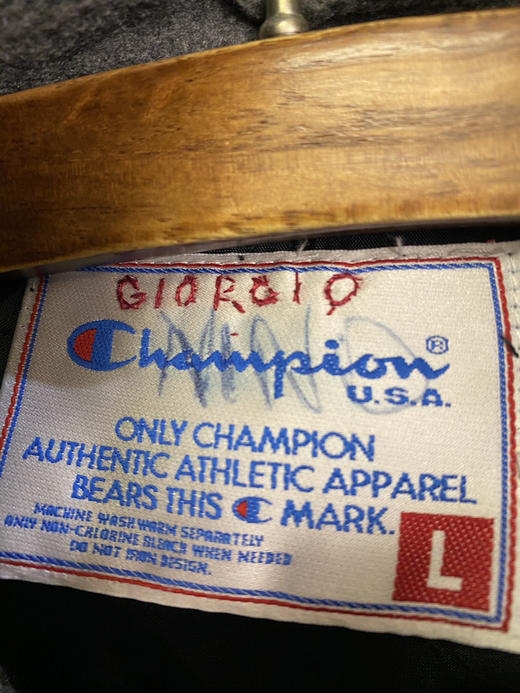 GIORGIO
Champion®
U.S.A.
ONLY CHAMPION
AUTHENTIC ATHLETIC APPAREL
BEARS THIS C MARK.
MACHINE WASH WARM SEPARATELY
ONLY NON-CHLORINE BLEACH WHEN NEEDED
DO NOT IRON DESIGN.
L